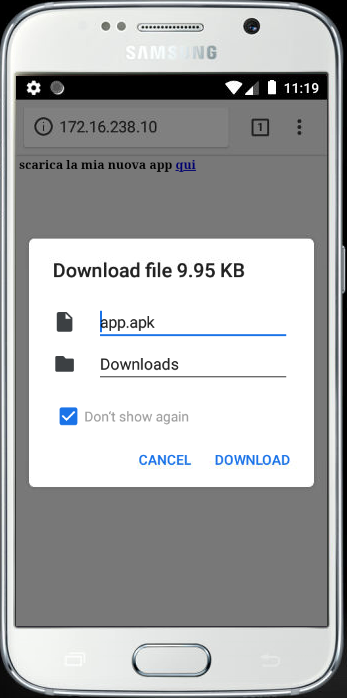 SAMSUNG
11:19
172.16.238.10
1
scarica la mia nuova app qui
Download file 9.95 KB
app.apk
Downloads
Don't show again
CANCEL DOWNLOAD